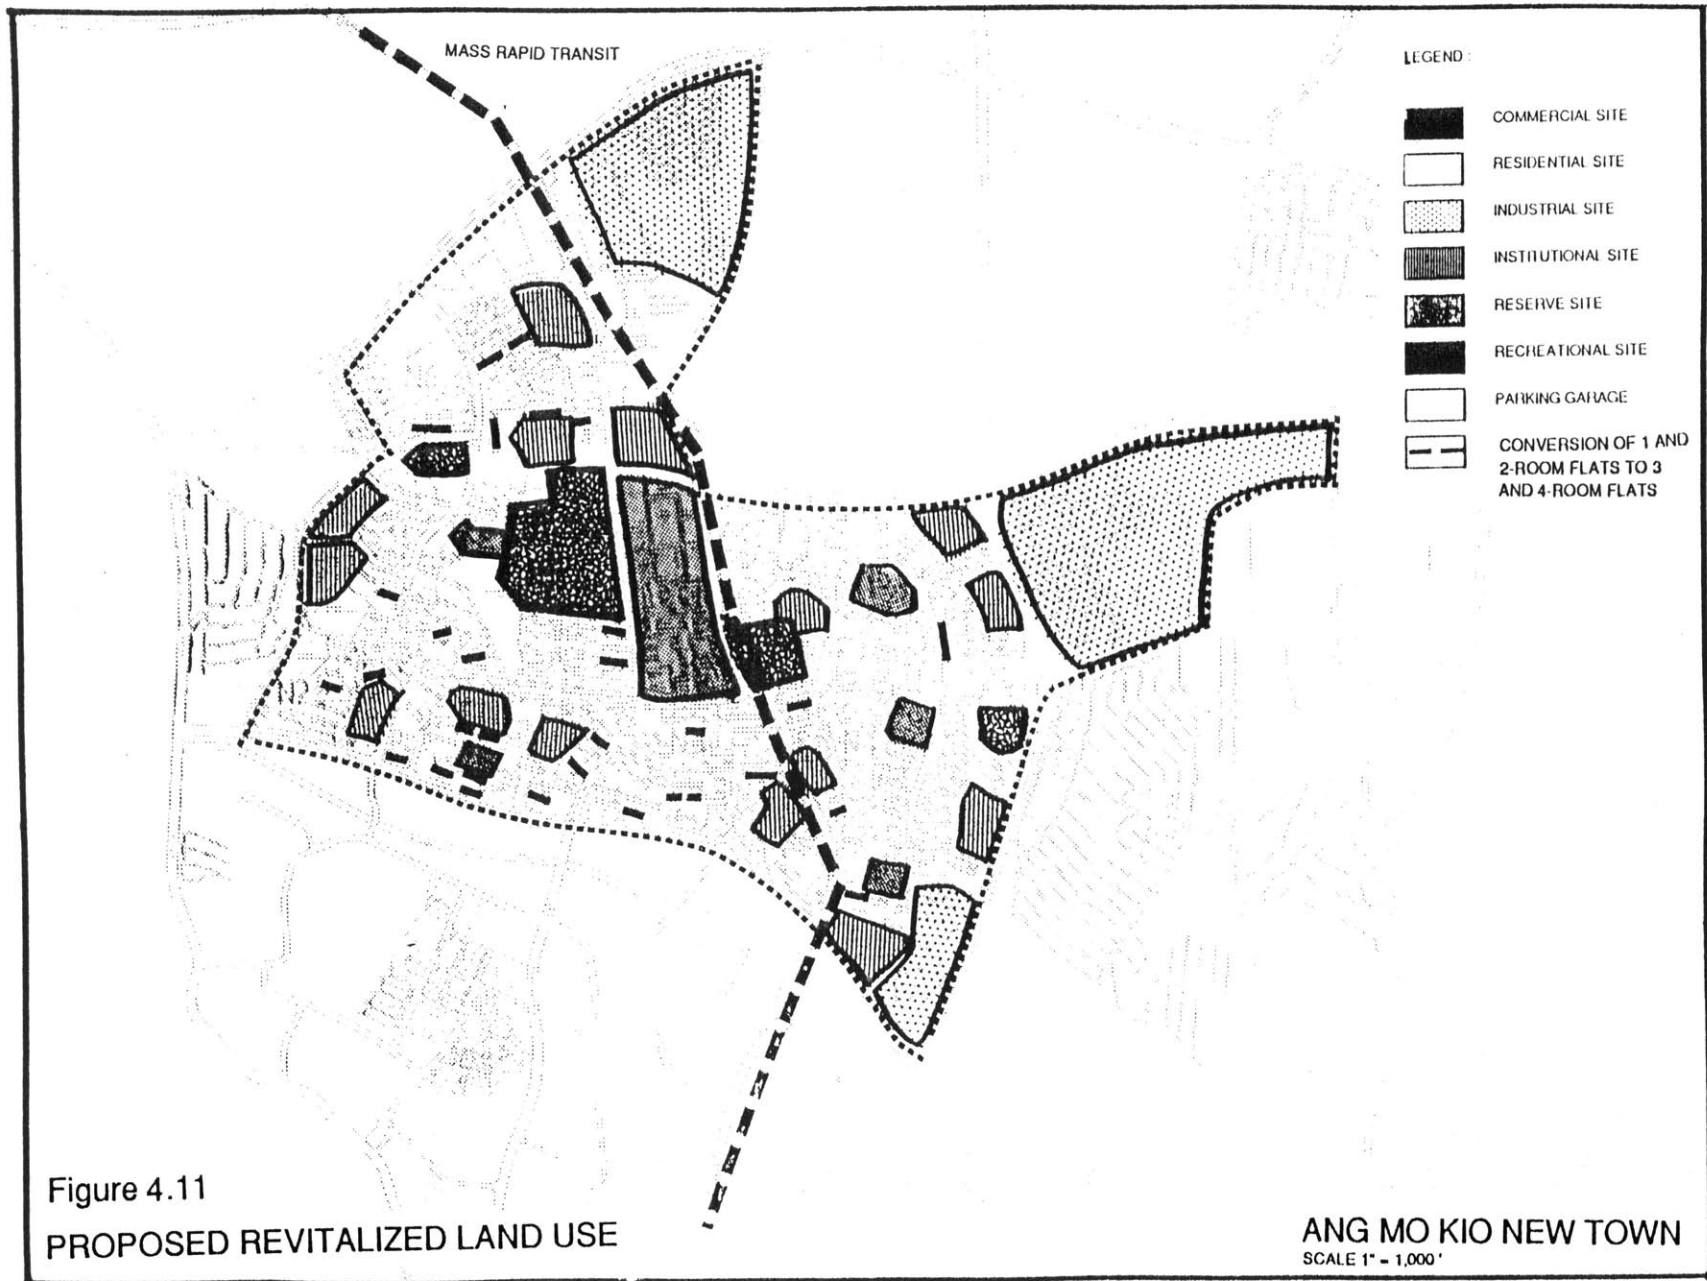 MASS RAPID TRANSIT
LEGEND :
COMMERCIAL SITE
RESIDENTIAL SITE
INDUSTRIAL SITE
INSTITUTIONAL SITE
RESERVE SITE
RECREATIONAL SITE
PARKING GARAGE
CONVERSION OF 1 AND
2-ROOM FLATS TO 3
AND 4-ROOM FLATS
Figure 4.11
PROPOSED REVITALIZED LAND USE
ANG MO KIO NEW TOWN
SCALE 1" = 1,000 '